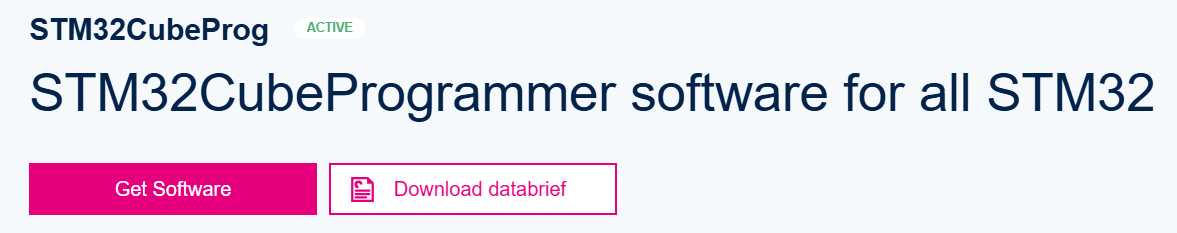 STM32CubeProg ACTIVE
STM32CubeProgrammer software for all STM32
Get Software Download databrief